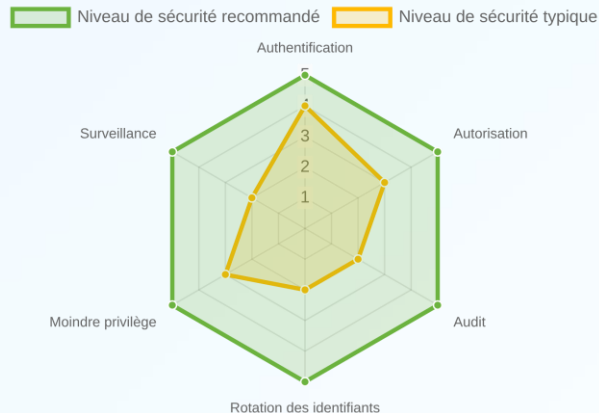 Niveau de sécurité recommandé
Niveau de sécurité typique
Authentification
5
4
Surveillance
3
Autorisation
2
1
Moindre privilège
Audit
Rotation des identifiants